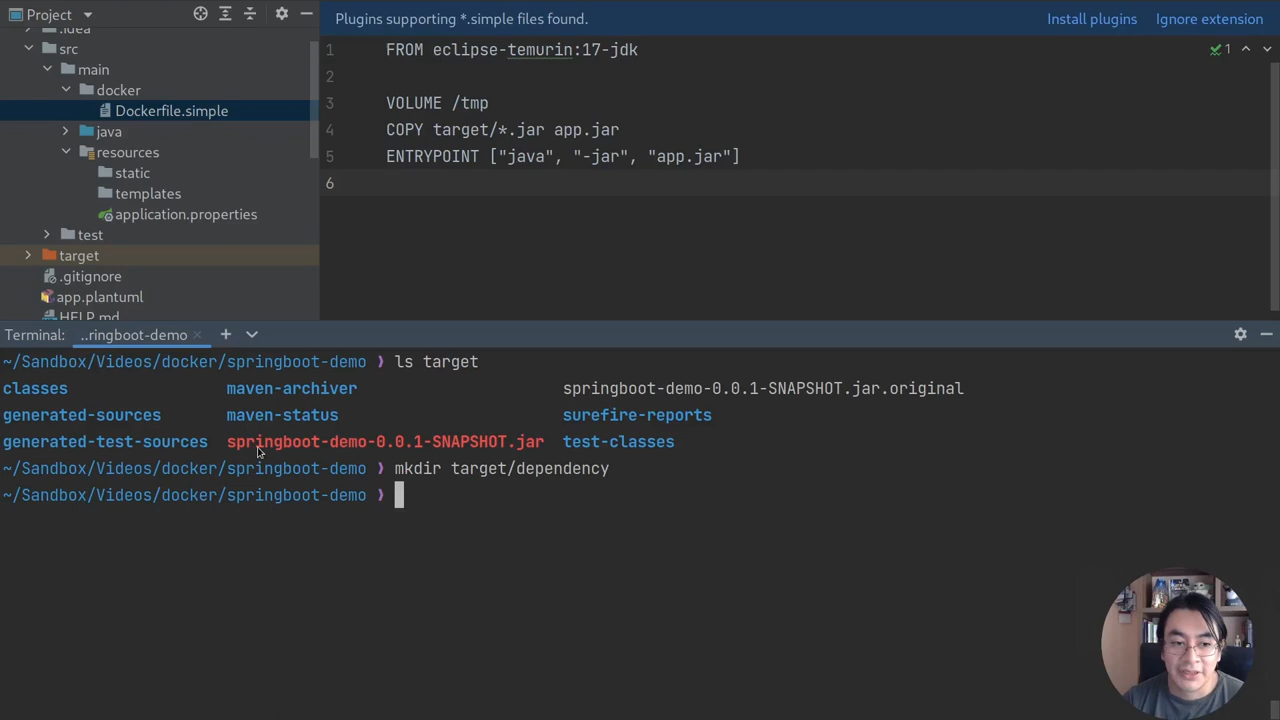 Project
Plugins supporting *.simple files found.
Install plugins
Ignore extension
.idea
src
main
docker
Dockerfile.simple
java
resources
static
templates
application.properties
test
target
.gitignore
app.plantuml
HELP.md
1 FROM eclipse-temurin:17-jdk
1
2
3 VOLUME /tmp
4 COPY target/*.jar app.jar
5 ENTRYPOINT ["java", "-jar", "app.jar"]
6
Terminal: ..ringboot-demo
~/Sandbox/Videos/docker/springboot-demo ❯ ls target
classes maven-archiver springboot-demo-0.0.1-SNAPSHOT.jar.original
generated-sources maven-status surefire-reports
generated-test-sources springboot-demo-0.0.1-SNAPSHOT.jar test-classes
~/Sandbox/Videos/docker/springboot-demo ❯ mkdir target/dependency
~/Sandbox/Videos/docker/springboot-demo ❯